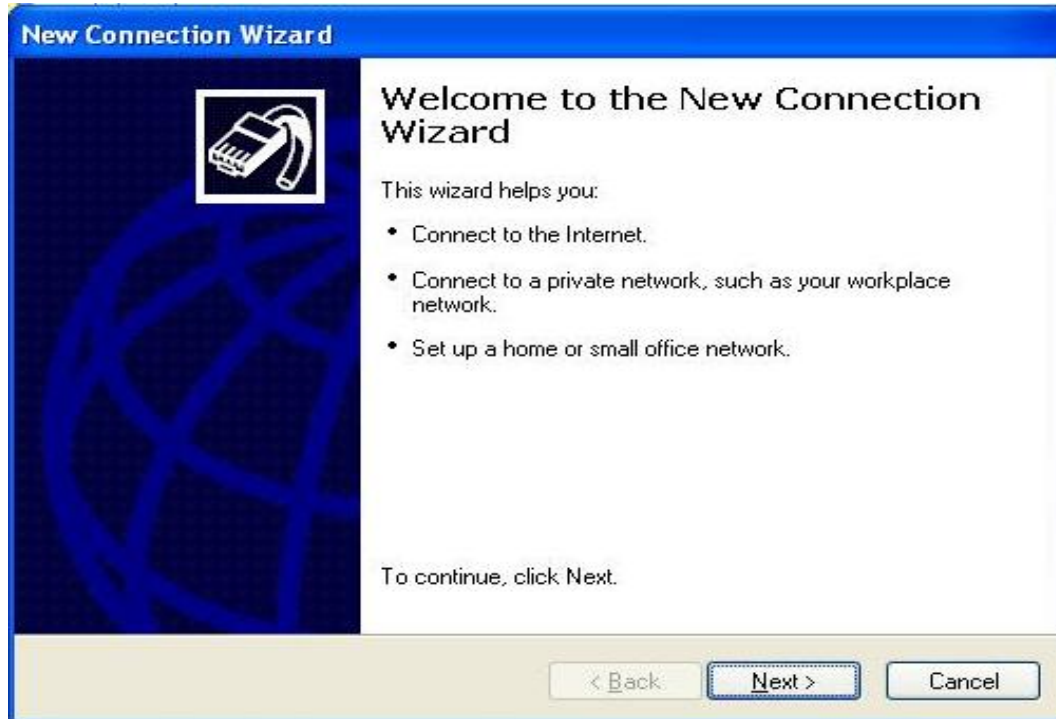 New Connection Wizard
Welcome to the New Connection
Wizard
This wizard helps you:
• Connect to the Internet.
• Connect to a private network, such as your workplace
network.
• Set up a home or small office network.
To continue, click Next.
< Back Next > Cancel